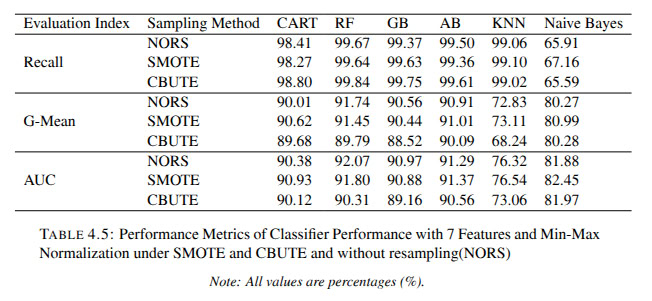 Evaluation Index Sampling Method CART RF GB AB KNN Naive Bayes
NORS 98.41 99.67 99.37 99.50 99.06 65.91
Recall SMOTE 98.27 99.64 99.63 99.36 99.10 67.16
CBUTE 98.80 99.84 99.75 99.61 99.02 65.59
NORS 90.01 91.74 90.56 90.91 72.83 80.27
G-Mean SMOTE 90.62 91.45 90.44 91.01 73.11 80.99
CBUTE 89.68 89.79 88.52 90.09 68.24 80.28
NORS 90.38 92.07 90.97 91.29 76.32 81.88
AUC SMOTE 90.93 91.80 90.88 91.37 76.54 82.45
CBUTE 90.12 90.31 89.16 90.56 73.06 81.97
TABLE 4.5: Performance Metrics of Classifier Performance with 7 Features and Min-Max
Normalization under SMOTE and CBUTE and without resampling(NORS)
Note: All values are percentages (%).